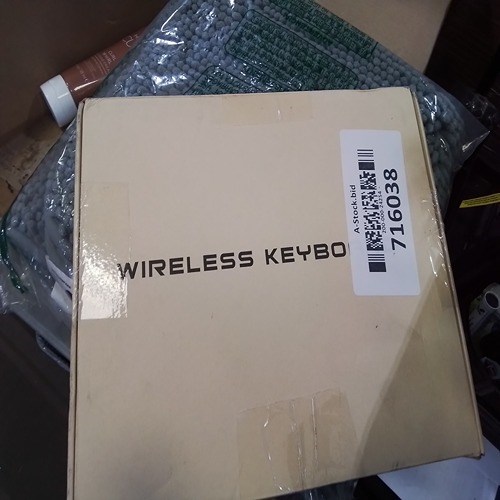 WIRELESS KEYBO
A-Stock.bid
716038